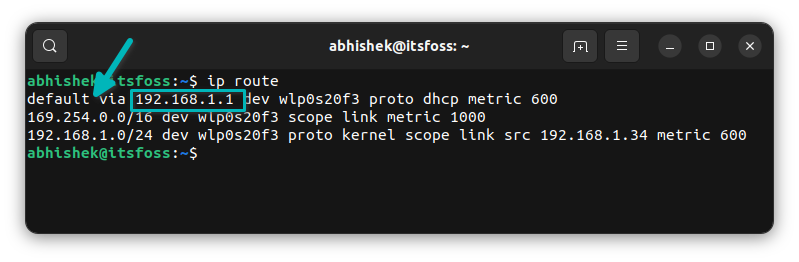 abhishek@itsfoss: ~
abhishek@itsfoss:~$ ip route
default via 192.168.1.1 dev wlp0s20f3 proto dhcp metric 600
169.254.0.0/16 dev wlp0s20f3 scope link metric 1000
192.168.1.0/24 dev wlp0s20f3 proto kernel scope link src 192.168.1.34 metric 600
abhishek@itsfoss:~$